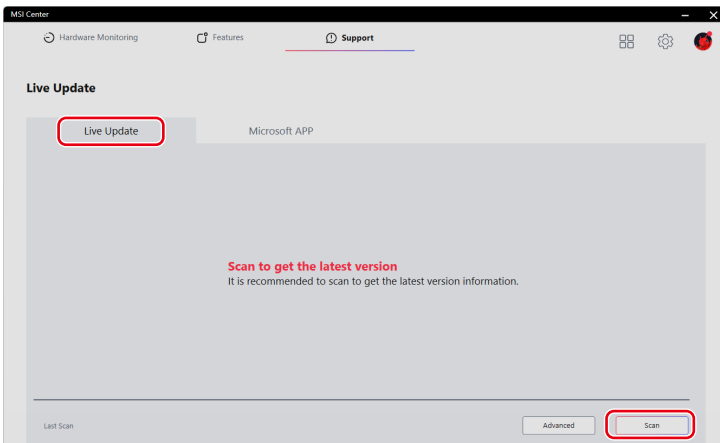 MSI Center
Hardware Monitoring
Features
Support
Live Update
Live Update
Microsoft APP
Scan to get the latest version
It is recommended to scan to get the latest version information.
Last Scan
Advanced
Scan